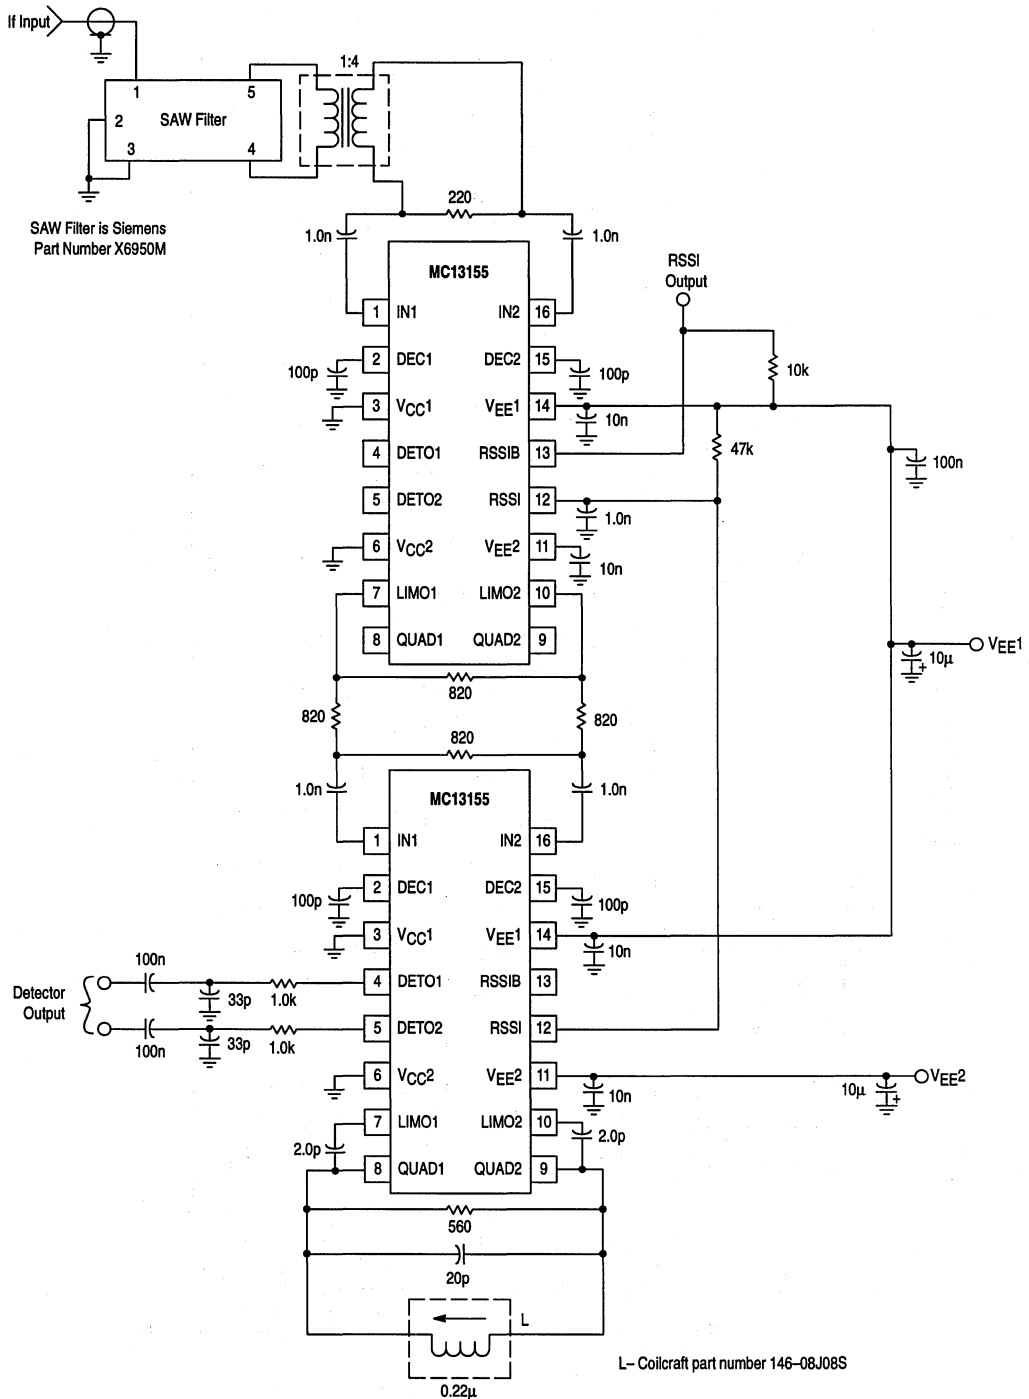 If Input
1:4
1
5
2
SAW Filter
3
4
SAW Filter is Siemens
Part Number X6950M
220
1.0n
1.0n
MC13155
RSSI
Output
1
IN1
IN2
16
100p
2
DEC1
DEC2
15
100p
10k
3
VCC1
VEE1
14
10n
4
DETO1
RSSIB
13
47k
100n
5
DETO2
RSSI
12
1.0n
6
VCC2
VEE2
11
10n
7
LIMO1
LIMO2
10
8
QUAD1
QUAD2
9
VEE1
10µ
+
820
820
820
820
1.0n
1.0n
MC13155
1
IN1
IN2
16
100p
2
DEC1
DEC2
15
100p
3
VCC1
VEE1
14
10n
Detector
Output
100n
33p
1.0k
4
DETO1
RSSIB
13
100n
33p
1.0k
5
DETO2
RSSI
12
6
VCC2
VEE2
11
10n
10µ
+
VEE2
7
LIMO1
LIMO2
10
2.0p
2.0p
8
QUAD1
QUAD2
9
560
20p
L
0.22µ
L– Coilcraft part number 146–08J08S